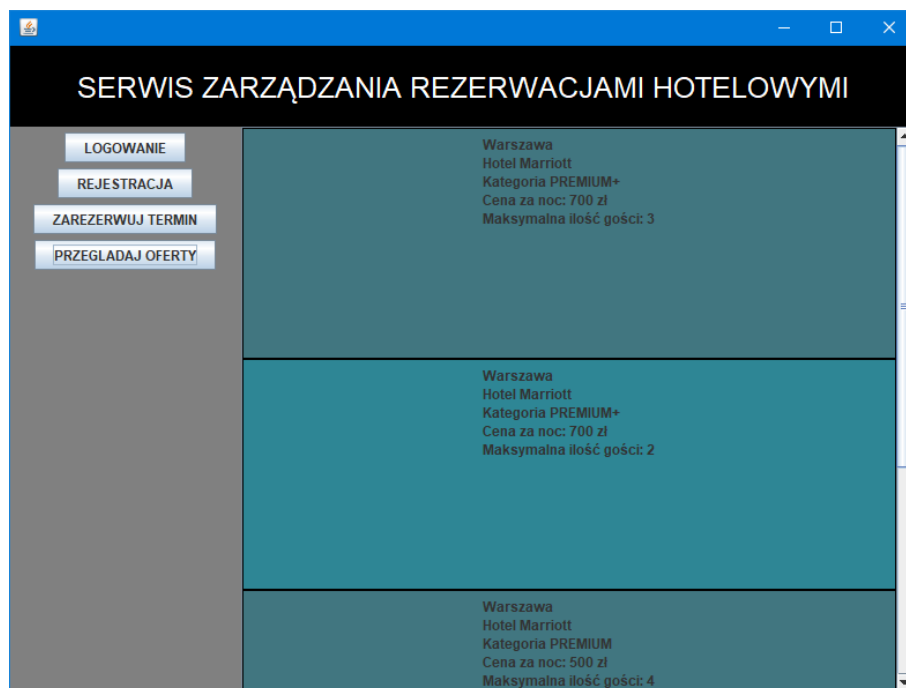 SERWIS ZARZĄDZANIA REZERWACJAMI HOTELOWYMI
LOGOWANIE
REJESTRACJA
ZAREZERWUJ TERMIN
PRZEGLADAJ OFERTY
Warszawa
Hotel Marriott
Kategoria PREMIUM+
Cena za noc: 700 zł
Maksymalna ilość gości: 3
Warszawa
Hotel Marriott
Kategoria PREMIUM+
Cena za noc: 700 zł
Maksymalna ilość gości: 2
Warszawa
Hotel Marriott
Kategoria PREMIUM
Cena za noc: 500 zł
Maksymalna ilość gości: 4